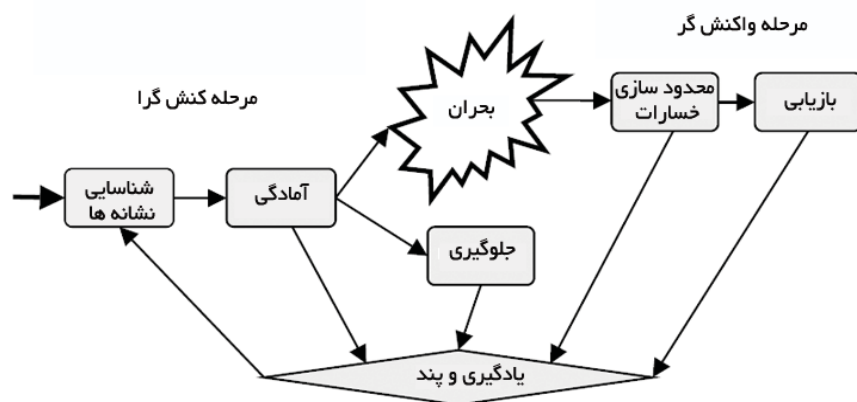 مرحله واکنش گر
مرحله کنش گرا
بحران
محدود سازی
خسارات
بازیابی
شناسایی
نشانه ها
آمادگی
جلوگیری
یادگیری و پند